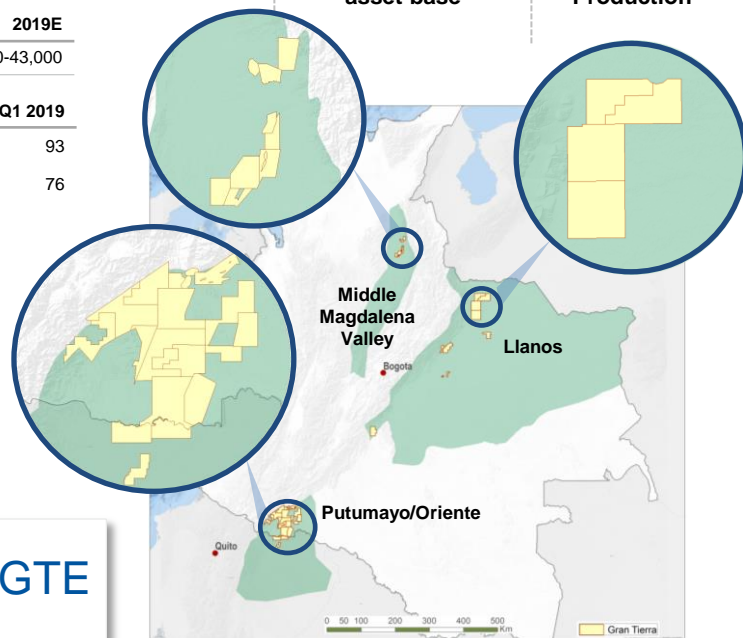 asset base
Production
2019E
0-43,000
Q1 2019
93
76
Middle
Magdalena
Valley
Llanos
Bogota
Putumayo/Oriente
Quito
GTE
0 50 100 200 300 400 500
Km
Gran Tierra